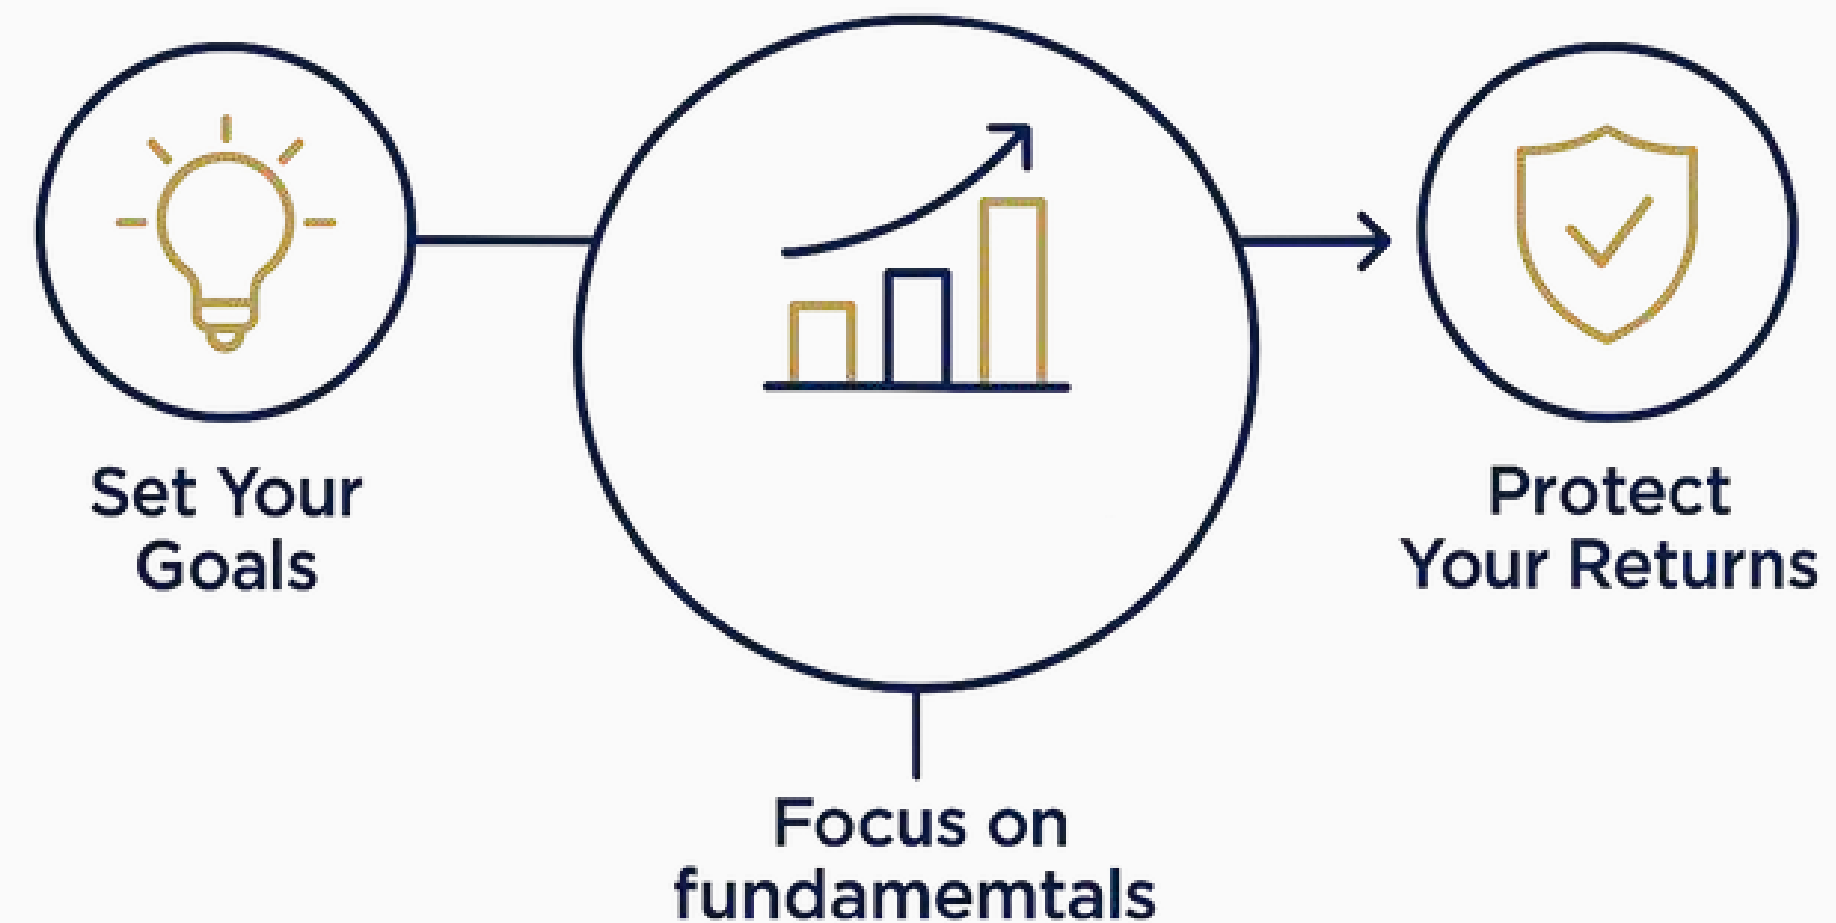 Set Your
Goals
Focus on
fundamemtals
Protect
Your Returns